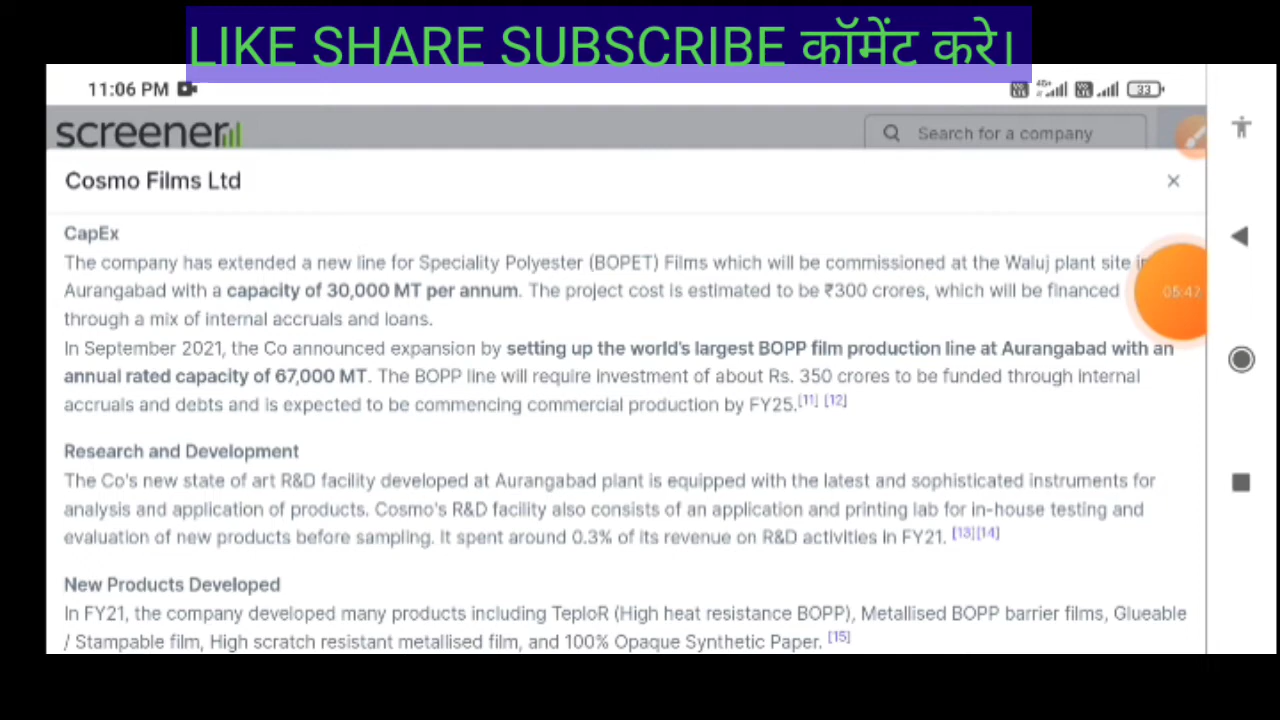 LIKE SHARE SUBSCRIBE कॉमेंट करे।
11:06 PM
33
screener
Search for a company
Cosmo Films Ltd
×
CapEx
The company has extended a new line for Speciality Polyester (BOPET) Films which will be commissioned at the Waluj plant site in
Aurangabad with a capacity of 30,000 MT per annum. The project cost is estimated to be ₹300 crores, which will be financed
05:47
through a mix of internal accruals and loans.
In September 2021, the Co announced expansion by setting up the world's largest BOPP film production line at Aurangabad with an
annual rated capacity of 67,000 MT. The BOPP line will require investment of about Rs. 350 crores to be funded through internal
accruals and debts and is expected to be commencing commercial production by FY25.[11] [12]
Research and Development
The Co's new state of art R&D facility developed at Aurangabad plant is equipped with the latest and sophisticated instruments for
analysis and application of products. Cosmo's R&D facility also consists of an application and printing lab for in-house testing and
evaluation of new products before sampling. It spent around 0.3% of its revenue on R&D activities in FY21. [13][14]
New Products Developed
In FY21, the company developed many products including TeploR (High heat resistance BOPP), Metallised BOPP barrier films, Glueable
/ Stampable film, High scratch resistant metallised film, and 100% Opaque Synthetic Paper. [15]